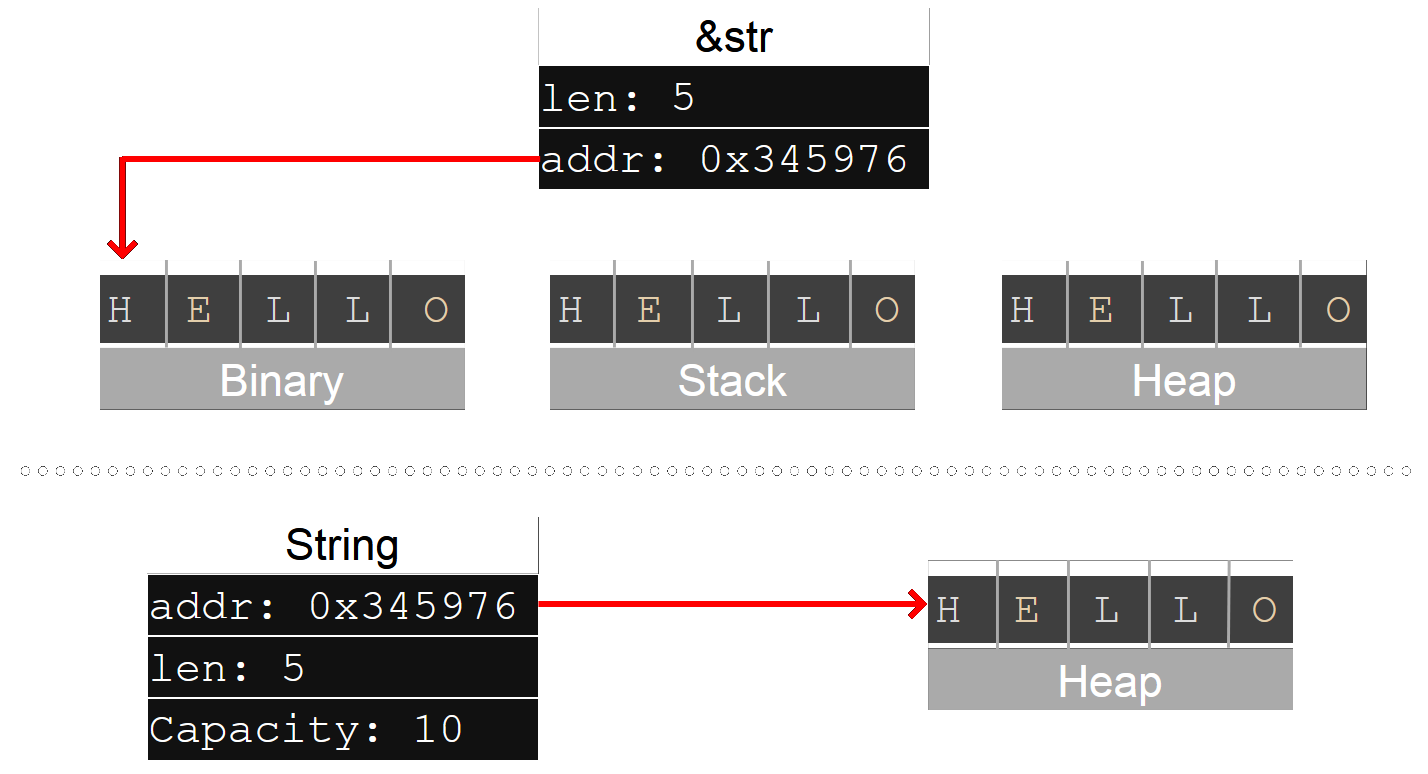 &str
len: 5
addr: 0x345976
H E L L O
Binary
H E L L O
Stack
H E L L O
Heap
String
addr: 0x345976
len: 5
Capacity: 10
H E L L O
Heap